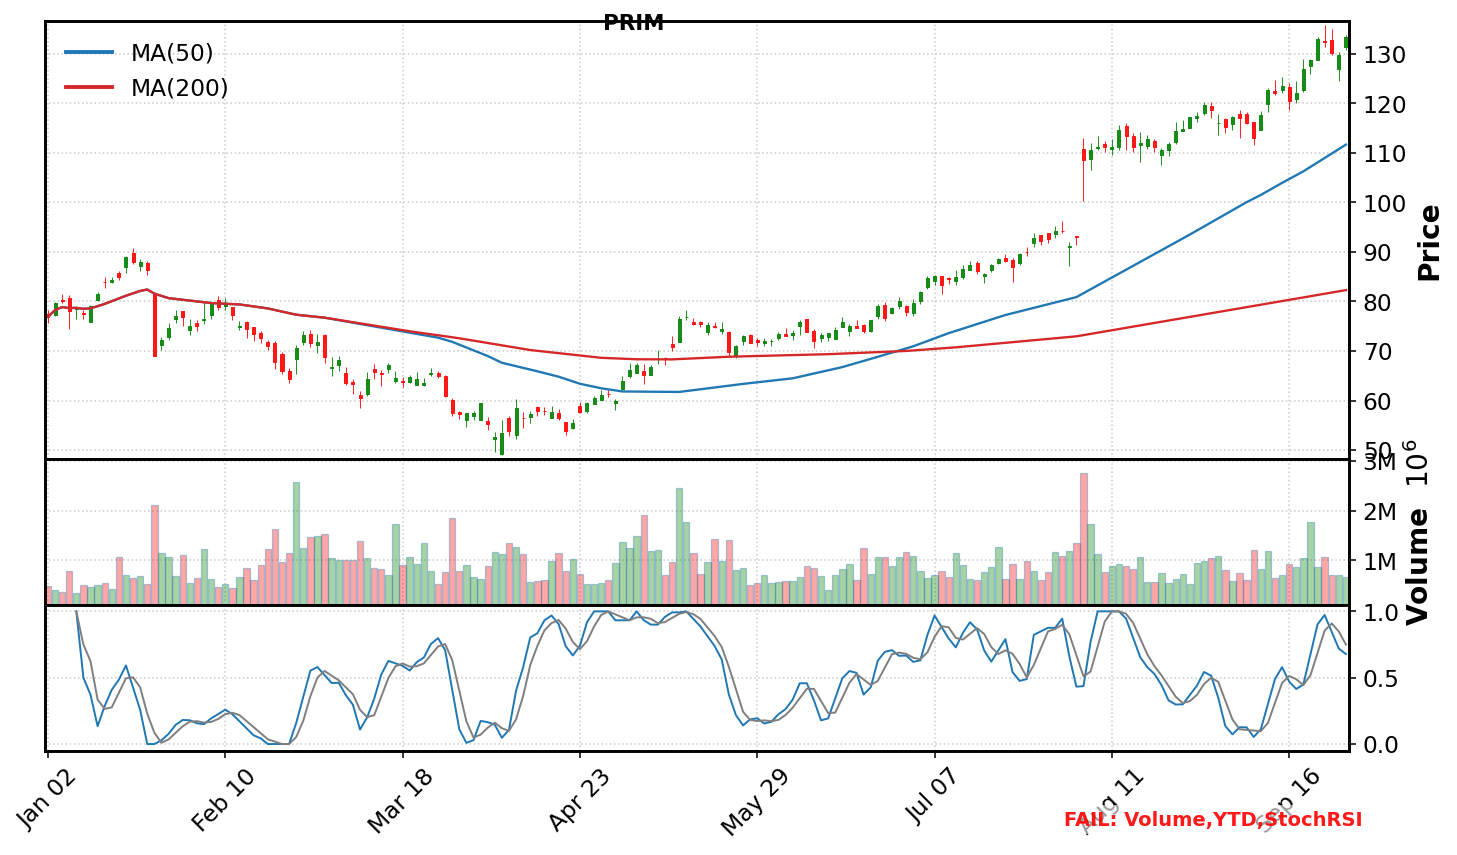 PRIM
MA(50)
MA(200)
130
120
110
100
90
80
70
60
50
Price
3M
2M
1M
Volume 10^6
1.0
0.5
0.0
Jan 02
Feb 10
Mar 18
Apr 23
May 29
Jul 07
Aug 11
Sep 16
FAIL: Volume,YTD,StochRSI